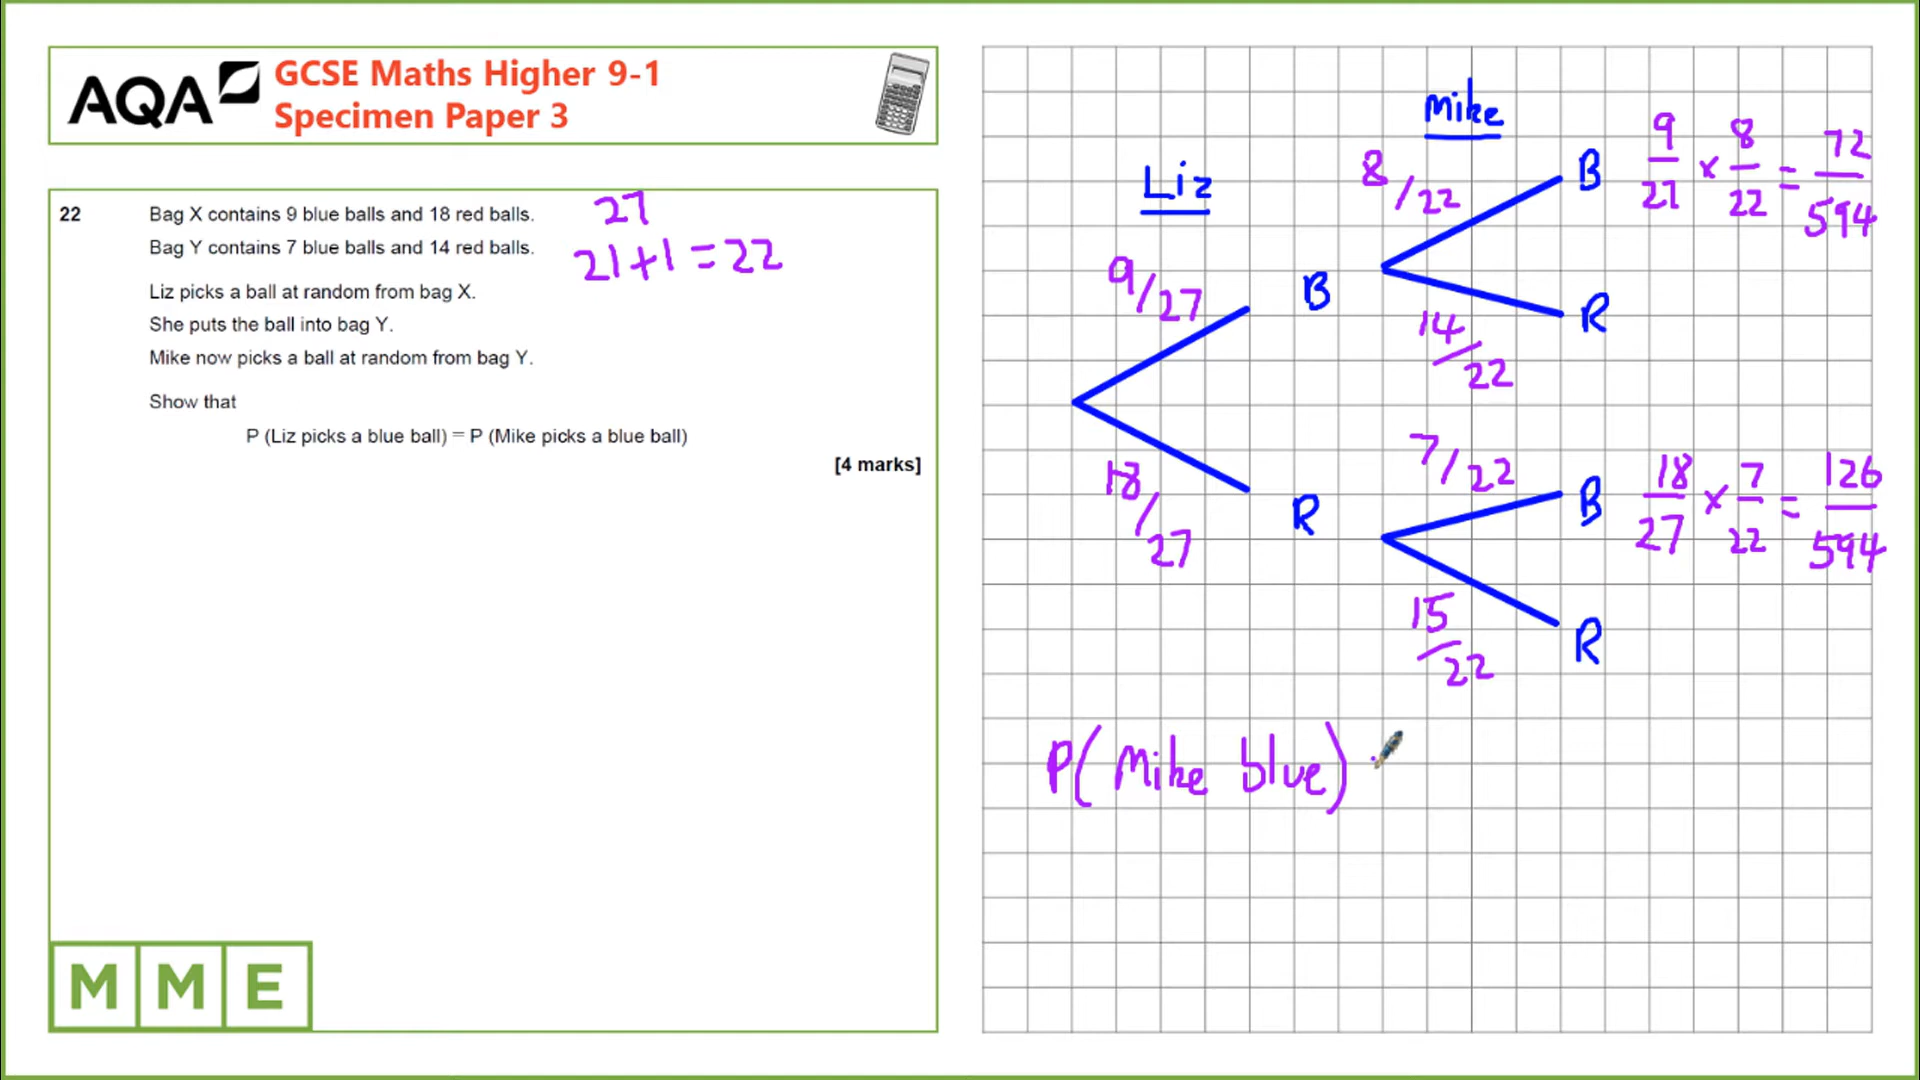 AQA
GCSE Maths Higher 9-1
Specimen Paper 3
22
Bag X contains 9 blue balls and 18 red balls.
27
Bag Y contains 7 blue balls and 14 red balls.
21+1=22
Liz picks a ball at random from bag X.
She puts the ball into bag Y.
Mike now picks a ball at random from bag Y.
Show that
P (Liz picks a blue ball) = P (Mike picks a blue ball)
[4 marks]
MME
Liz
Mike
9/27
B
18/27
R
8/22
B
9/27 × 8/22 = 72/594
14/22
R
7/22
B
18/27 × 7/22 = 126/594
15/22
R
P(Mike blue)